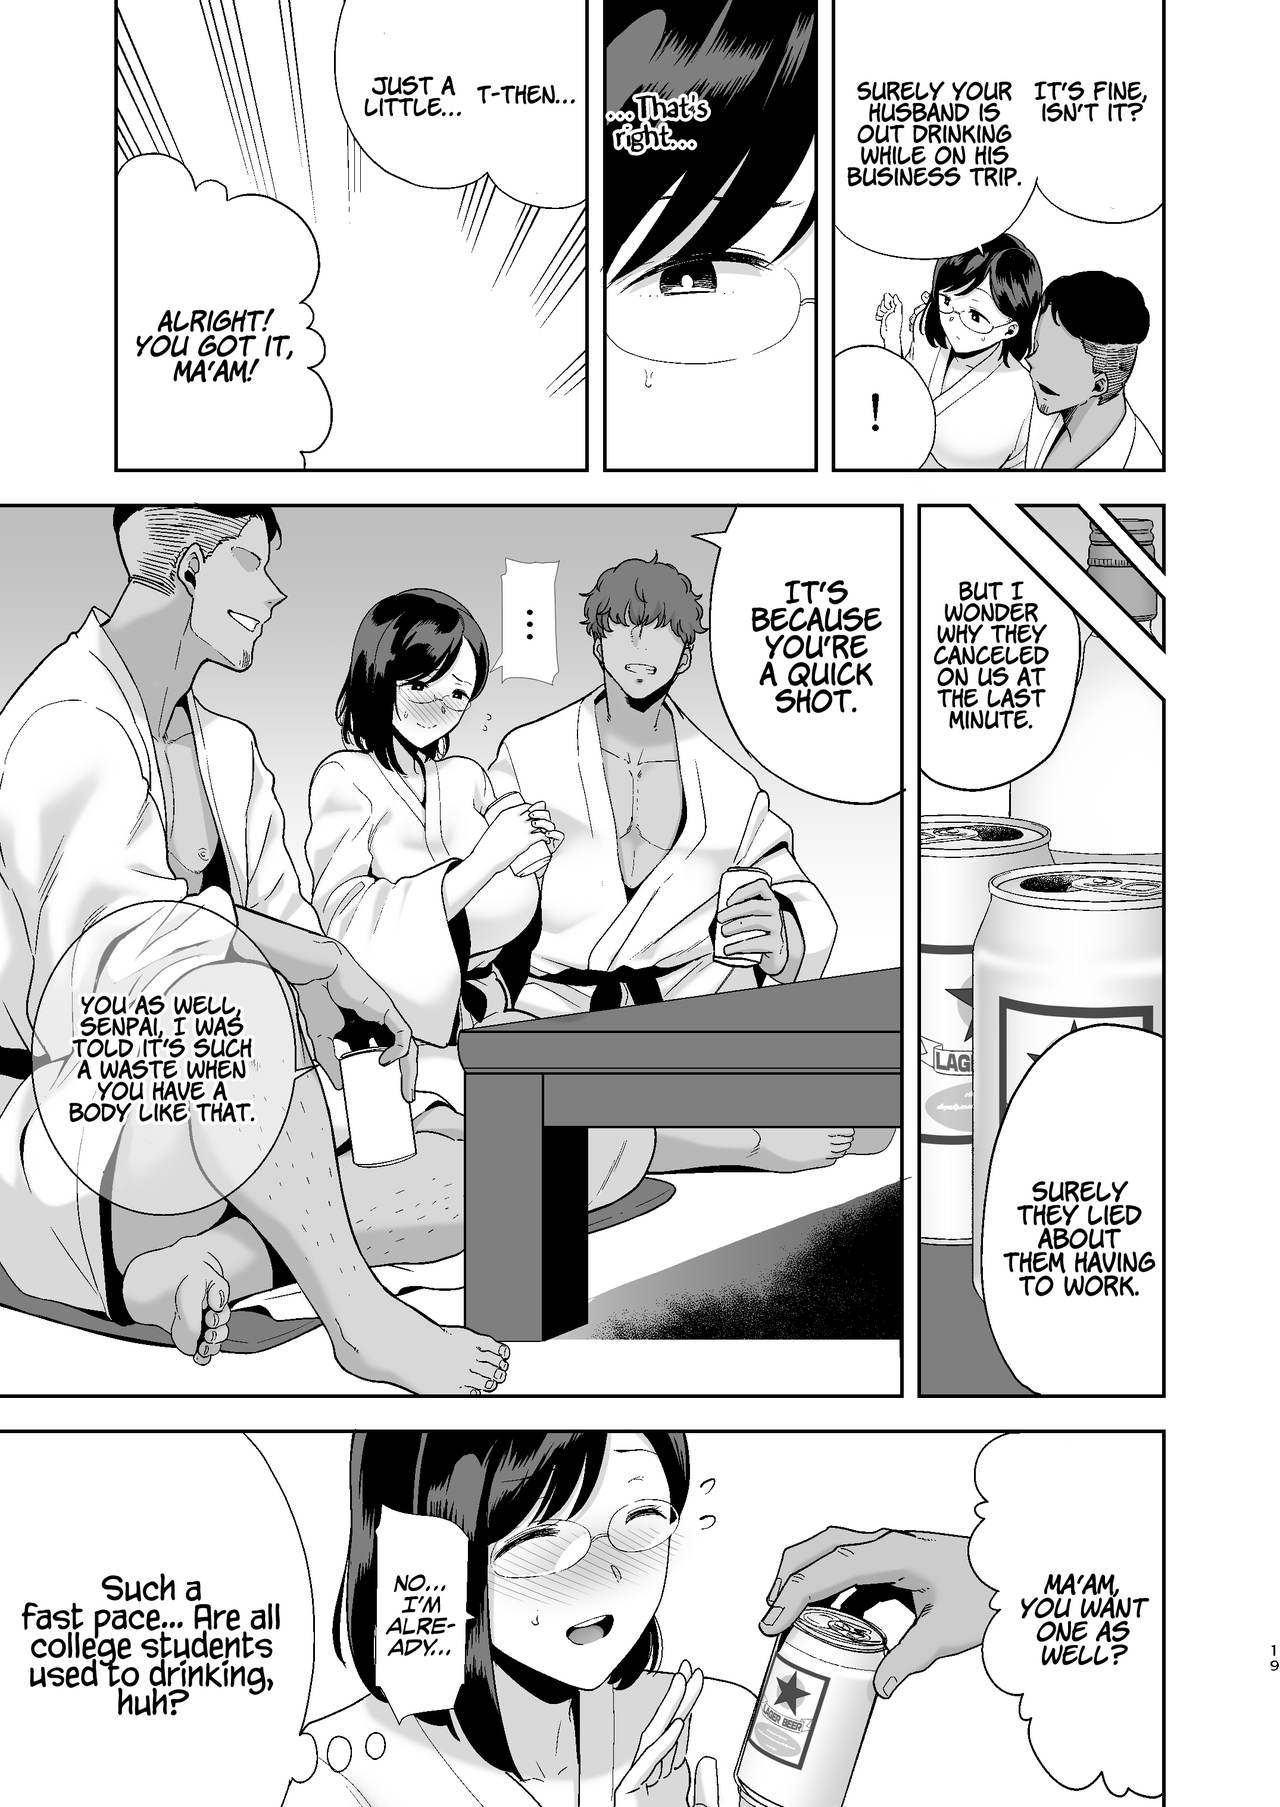 IT'S FINE,
ISN'T IT?
SURELY YOUR
HUSBAND IS
OUT DRINKING
WHILE ON HIS
BUSINESS TRIP.
!
...That's
right...
T-THEN...
JUST A
LITTLE...
ALRIGHT!
YOU GOT IT,
MA'AM!
BUT I
WONDER
WHY THEY
CANCELED
ON US AT
THE LAST
MINUTE.
LAGER
SURELY
THEY LIED
ABOUT
THEM HAVING
TO WORK.
IT'S
BECAUSE
YOU'RE
A QUICK
SHOT.
...
YOU AS WELL,
SENPAI, I WAS
TOLD IT'S SUCH
A WASTE WHEN
YOU HAVE A
BODY LIKE THAT.
MA'AM,
YOU WANT
ONE AS
WELL?
LAGER BEER
NO...
I'M
ALRE-
ADY...
Such a
fast pace... Are all
college students
used to drinking,
huh?
19